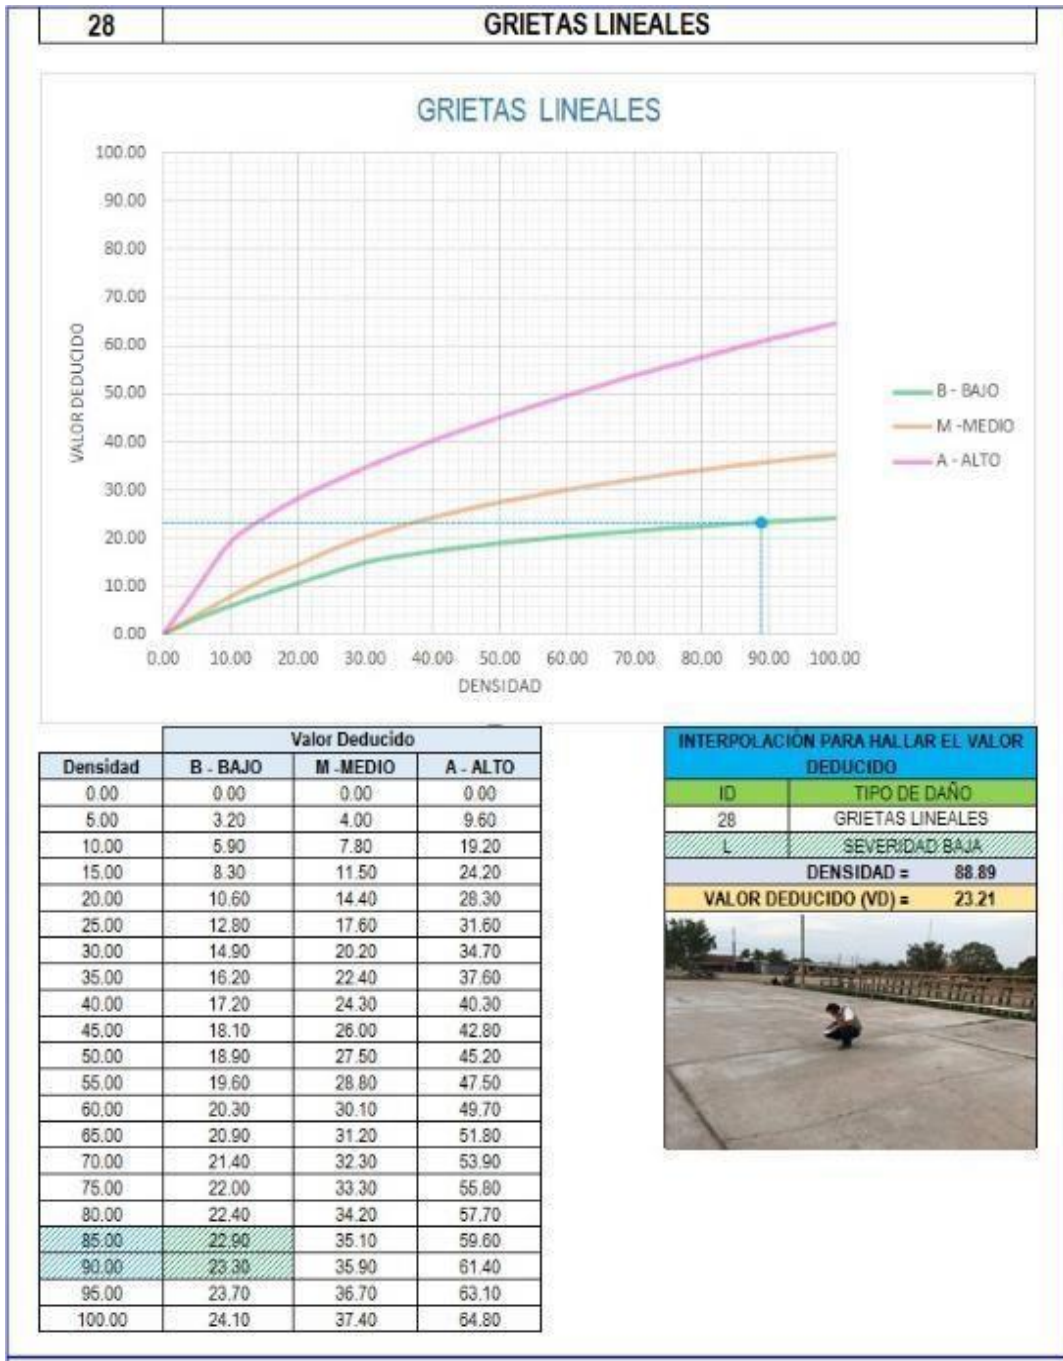 28 GRIETAS LINEALES
GRIETAS LINEALES
100.00
90.00
80.00
70.00
60.00
50.00
40.00
30.00
20.00
10.00
0.00
VALOR DEDUCIDO
B - BAJO
M -MEDIO
A - ALTO
0.00 10.00 20.00 30.00 40.00 50.00 60.00 70.00 80.00 90.00 100.00
DENSIDAD
Valor Deducido
Densidad B - BAJO M -MEDIO A - ALTO
0.00 0.00 0.00 0.00
5.00 3.20 4.00 9.60
10.00 5.90 7.80 19.20
15.00 8.30 11.50 24.20
20.00 10.60 14.40 28.30
25.00 12.80 17.60 31.60
30.00 14.90 20.20 34.70
35.00 16.20 22.40 37.60
40.00 17.20 24.30 40.30
45.00 18.10 26.00 42.80
50.00 18.90 27.50 45.20
55.00 19.60 28.80 47.50
60.00 20.30 30.10 49.70
65.00 20.90 31.20 51.80
70.00 21.40 32.30 53.90
75.00 22.00 33.30 55.80
80.00 22.40 34.20 57.70
85.00 22.90 35.10 59.60
90.00 23.30 35.90 61.40
95.00 23.70 36.70 63.10
100.00 24.10 37.40 64.80
INTERPOLACIÓN PARA HALLAR EL VALOR
DEDUCIDO
ID TIPO DE DAÑO
28 GRIETAS LINEALES
L SEVERIDAD BAJA
DENSIDAD = 88.89
VALOR DEDUCIDO (VD) = 23.21